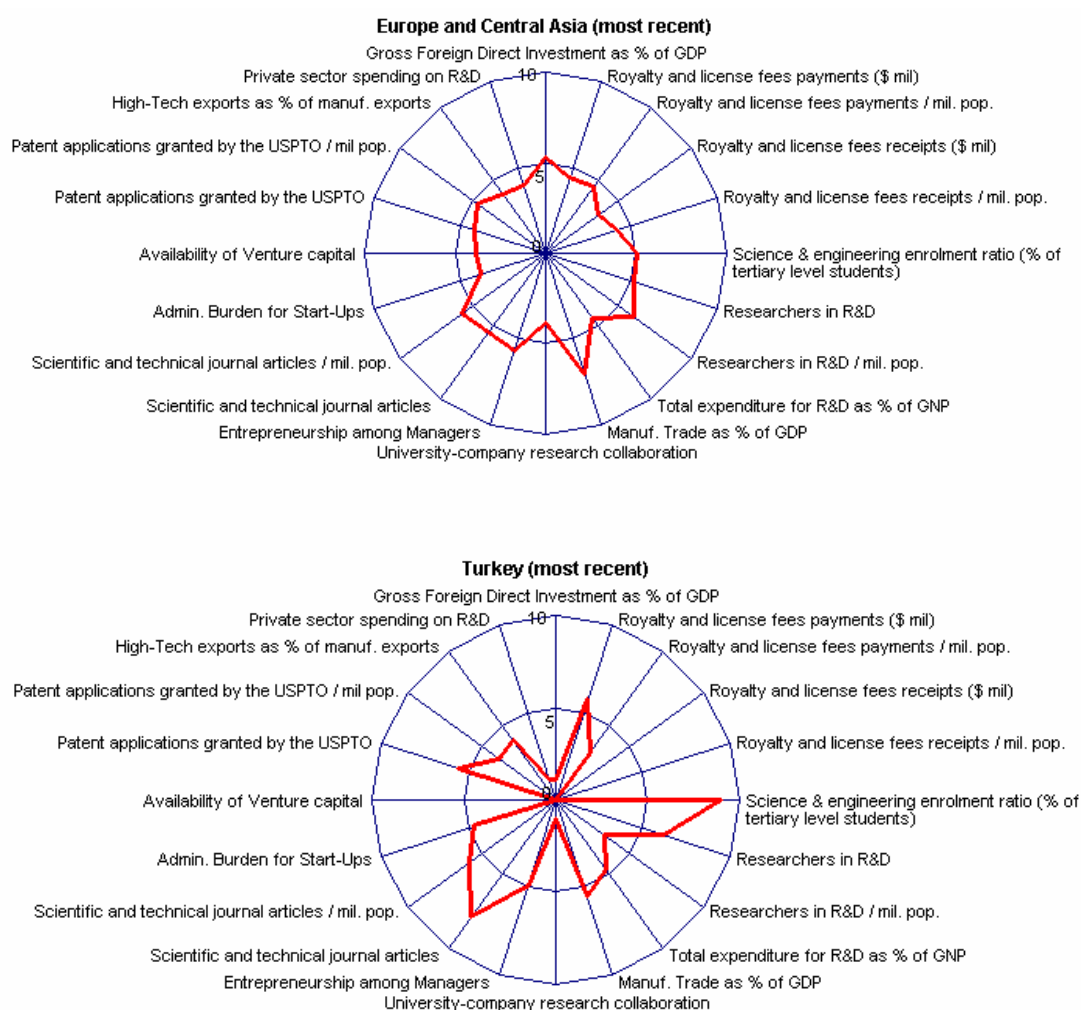 Europe and Central Asia (most recent)
Gross Foreign Direct Investment as % of GDP
Private sector spending on R&D
Royalty and license fees payments ($ mil)
High-Tech exports as % of manuf. exports
Royalty and license fees payments / mil. pop.
Patent applications granted by the USPTO / mil pop.
Royalty and license fees receipts ($ mil)
Patent applications granted by the USPTO
Royalty and license fees receipts / mil. pop.
Availability of Venture capital
Science & engineering enrolment ratio (% of
tertiary level students)
Admin. Burden for Start-Ups
Researchers in R&D
Scientific and technical journal articles / mil. pop.
Researchers in R&D / mil. pop.
Scientific and technical journal articles
Total expenditure for R&D as % of GNP
Entrepreneurship among Managers
Manuf. Trade as % of GDP
University-company research collaboration
10
5
0
Turkey (most recent)
Gross Foreign Direct Investment as % of GDP
Private sector spending on R&D
Royalty and license fees payments ($ mil)
High-Tech exports as % of manuf. exports
Royalty and license fees payments / mil. pop.
Patent applications granted by the USPTO / mil pop.
Royalty and license fees receipts ($ mil)
Patent applications granted by the USPTO
Royalty and license fees receipts / mil. pop.
Availability of Venture capital
Science & engineering enrolment ratio (% of
tertiary level students)
Admin. Burden for Start-Ups
Researchers in R&D
Scientific and technical journal articles / mil. pop.
Researchers in R&D / mil. pop.
Scientific and technical journal articles
Total expenditure for R&D as % of GNP
Entrepreneurship among Managers
Manuf. Trade as % of GDP
University-company research collaboration
10
5
0